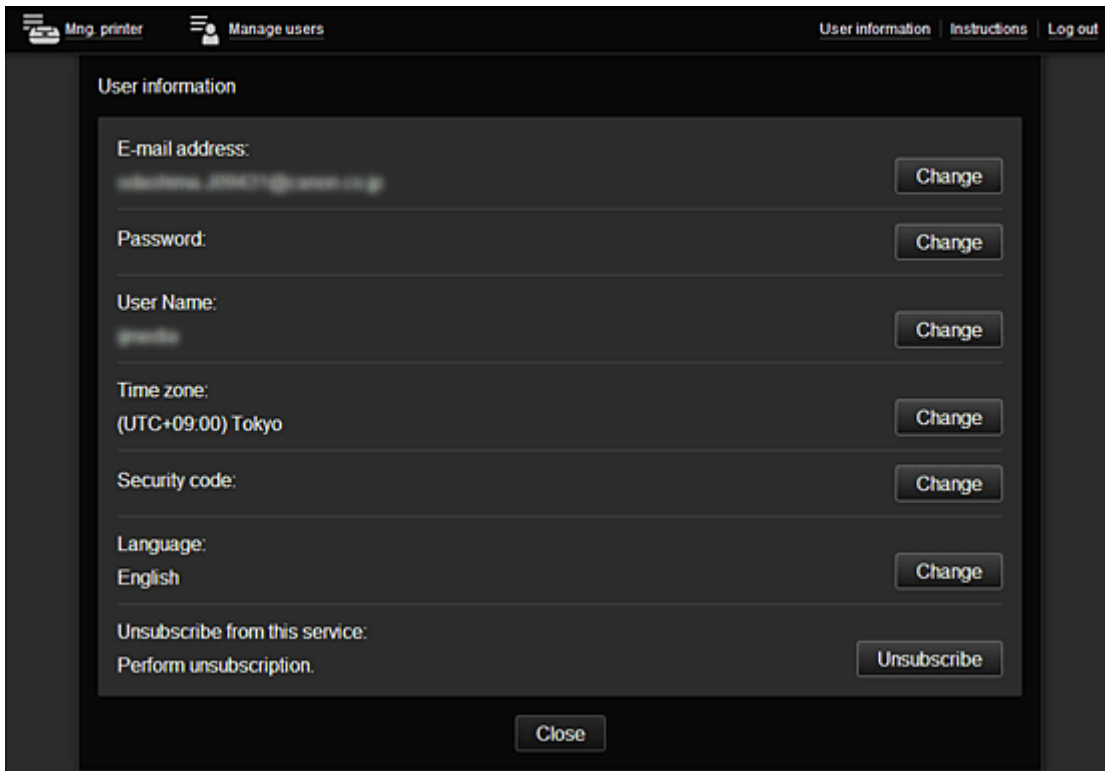 Mng. printer
Manage users
User information
Instructions
Log out
User information
E-mail address:
Change
Password:
Change
User Name:
Change
Time zone:
(UTC+09:00) Tokyo
Change
Security code:
Change
Language:
English
Change
Unsubscribe from this service:
Perform unsubscription.
Unsubscribe
Close